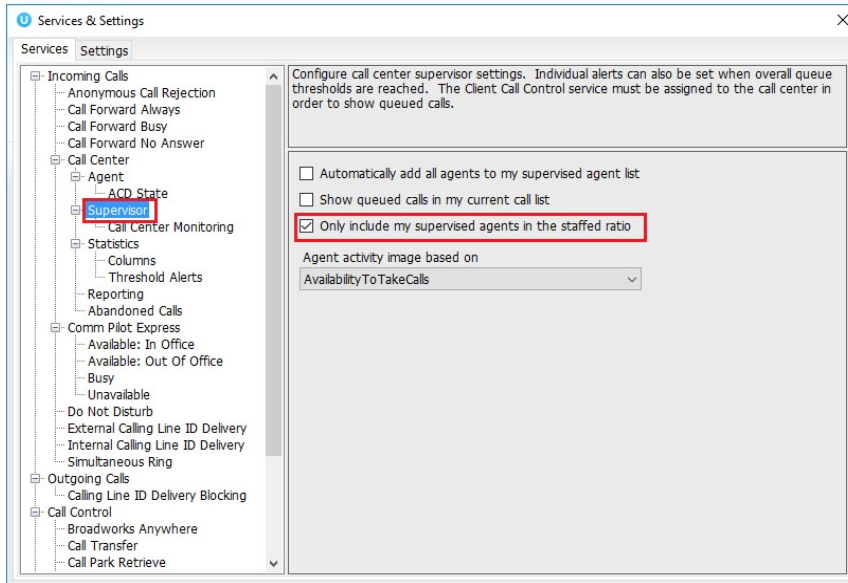 Services & Settings
Services
Settings
Incoming Calls
Anonymous Call Rejection
Call Forward Always
Call Forward Busy
Call Forward No Answer
Call Center
Agent
ACD State
Supervisor
Call Center Monitoring
Statistics
Columns
Threshold Alerts
Reporting
Abandoned Calls
Comm Pilot Express
Available: In Office
Available: Out Of Office
Busy
Unavailable
Do Not Disturb
External Calling Line ID Delivery
Internal Calling Line ID Delivery
Simultaneous Ring
Outgoing Calls
Calling Line ID Delivery Blocking
Call Control
Broadworks Anywhere
Call Transfer
Call Park Retrieve
Configure call center supervisor settings. Individual alerts can also be set when overall queue
thresholds are reached. The Client Call Control service must be assigned to the call center in
order to show queued calls.
Automatically add all agents to my supervised agent list
Show queued calls in my current call list
Only include my supervised agents in the staffed ratio
Agent activity image based on
AvailabilityToTakeCalls